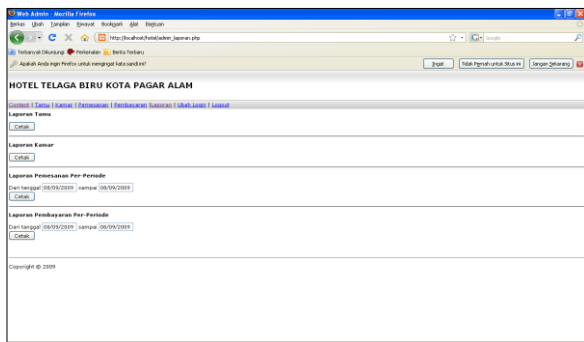 Web Admin - Mozilla Firefox
Berkas Ubah Tampilan Riwayat Bookmark Alat Bantuan
http://localhost/hotel/admin_laporan.php
Google
Terbanyak Dikunjungi Perkenalan Berita Terbaru
Apakah Anda ingin Firefox untuk mengingat kata sandi ini?
Ingat Tidak Pernah untuk Situs ini Jangan Sekarang
HOTEL TELAGA BIRU KOTA PAGAR ALAM
Content | Tamu | Kamar | Pemesanan | Pembayaran |Laporan | Ubah Login | Logout
Laporan Tamu
Cetak
Laporan Kamar
Cetak
Laporan Pemesanan Per-Periode
Dari tanggal 08/09/2009 sampai 08/09/2009
Cetak
Laporan Pembayaran Per-Periode
Dari tanggal 08/09/2009 sampai 08/09/2009
Cetak
Copyright © 2009